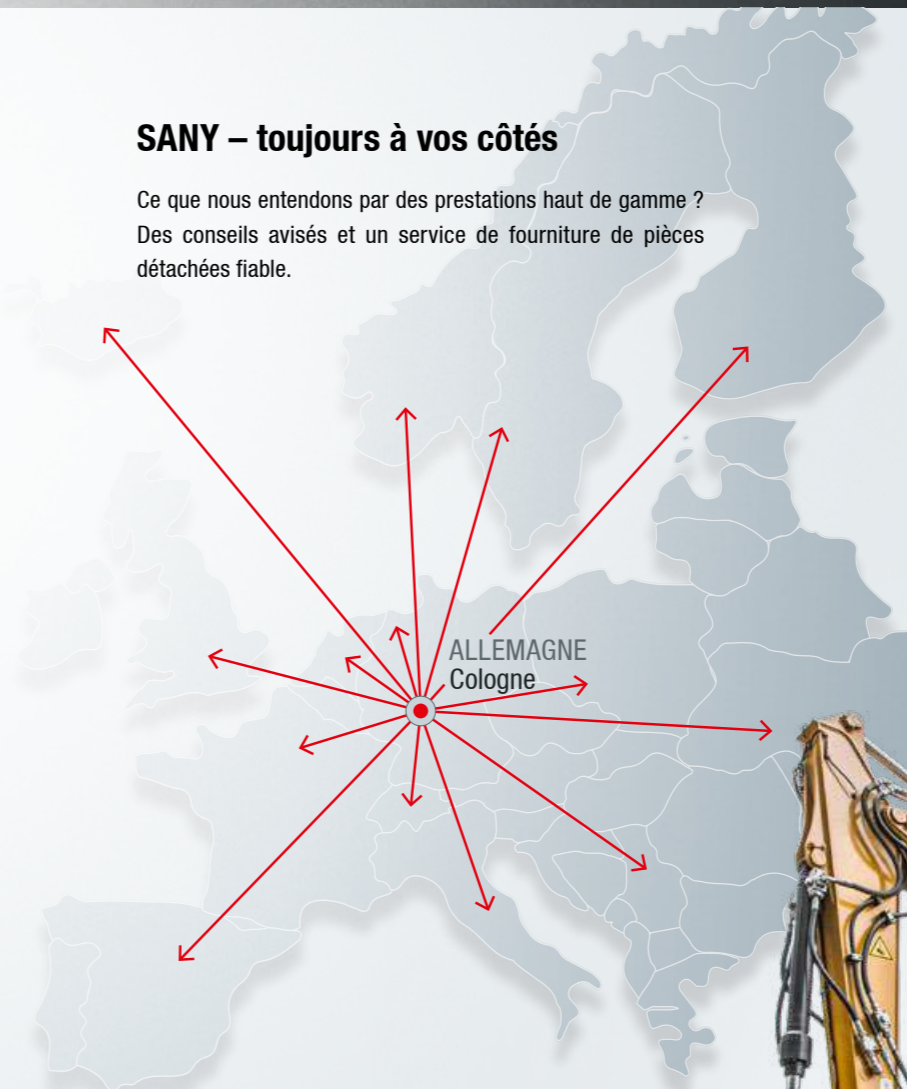 SANY – toujours à vos côtés
Ce que nous entendons par des prestations haut de gamme ?
Des conseils avisés et un service de fourniture de pièces
détachées fiable.
ALLEMAGNE
Cologne